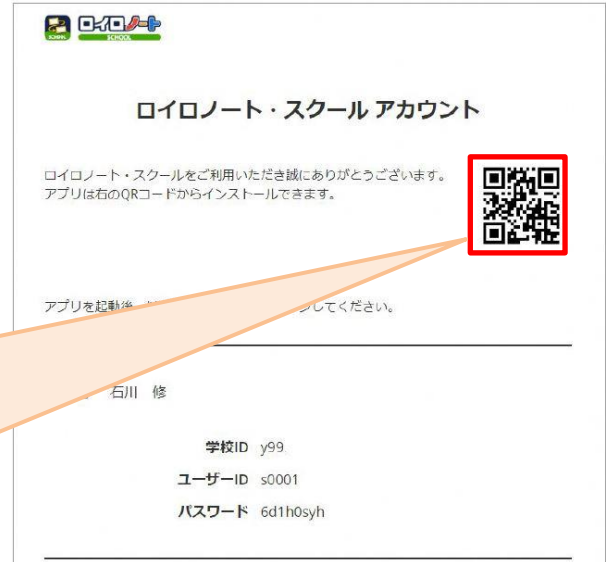 SCHOOL
ロイロノート
SCHOOL
ロイロノート・スクール アカウント
ロイロノート・スクールをご利用いただき誠にありがとうございます。
アプリは右のQRコードからインストールできます。
アプリを起動後
してください。
石川 修
学校ID y99
ユーザーID s0001
パスワード 6d1h0syh